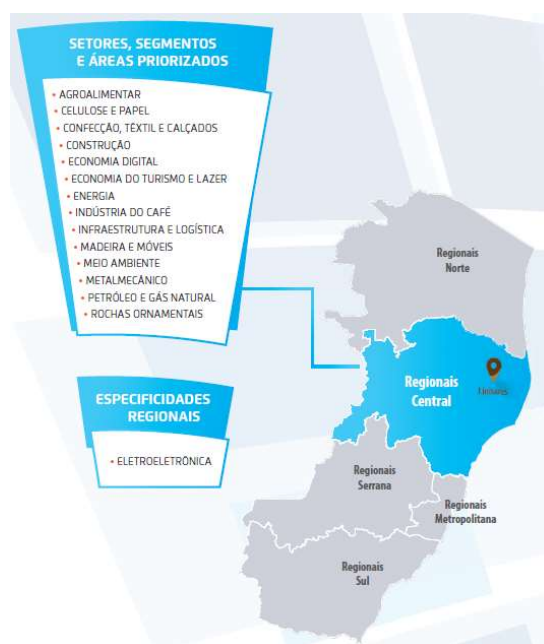 SETORES, SEGMENTOS
E ÁREAS PRIORIZADOS
• AGROALIMENTAR
• CELULOSE E PAPEL
• CONFECÇÃO, TÊXTIL E CALÇADOS
• CONSTRUÇÃO
• ECONOMIA DIGITAL
• ECONOMIA DO TURISMO E LAZER
• ENERGIA
• INDÚSTRIA DO CAFÉ
• INFRAESTRUTURA E LOGÍSTICA
• MADEIRA E MÓVEIS
• MEIO AMBIENTE
• METALMECÂNICO
• PETRÓLEO E GÁS NATURAL
• ROCHAS ORNAMENTAIS
ESPECIFICIDADES
REGIONAIS
• ELETROELETRÔNICA
Regionais
Norte
Regionais
Central
Linhares
Regionais
Serrana
Regionais
Metropolitana
Regionais
Sul